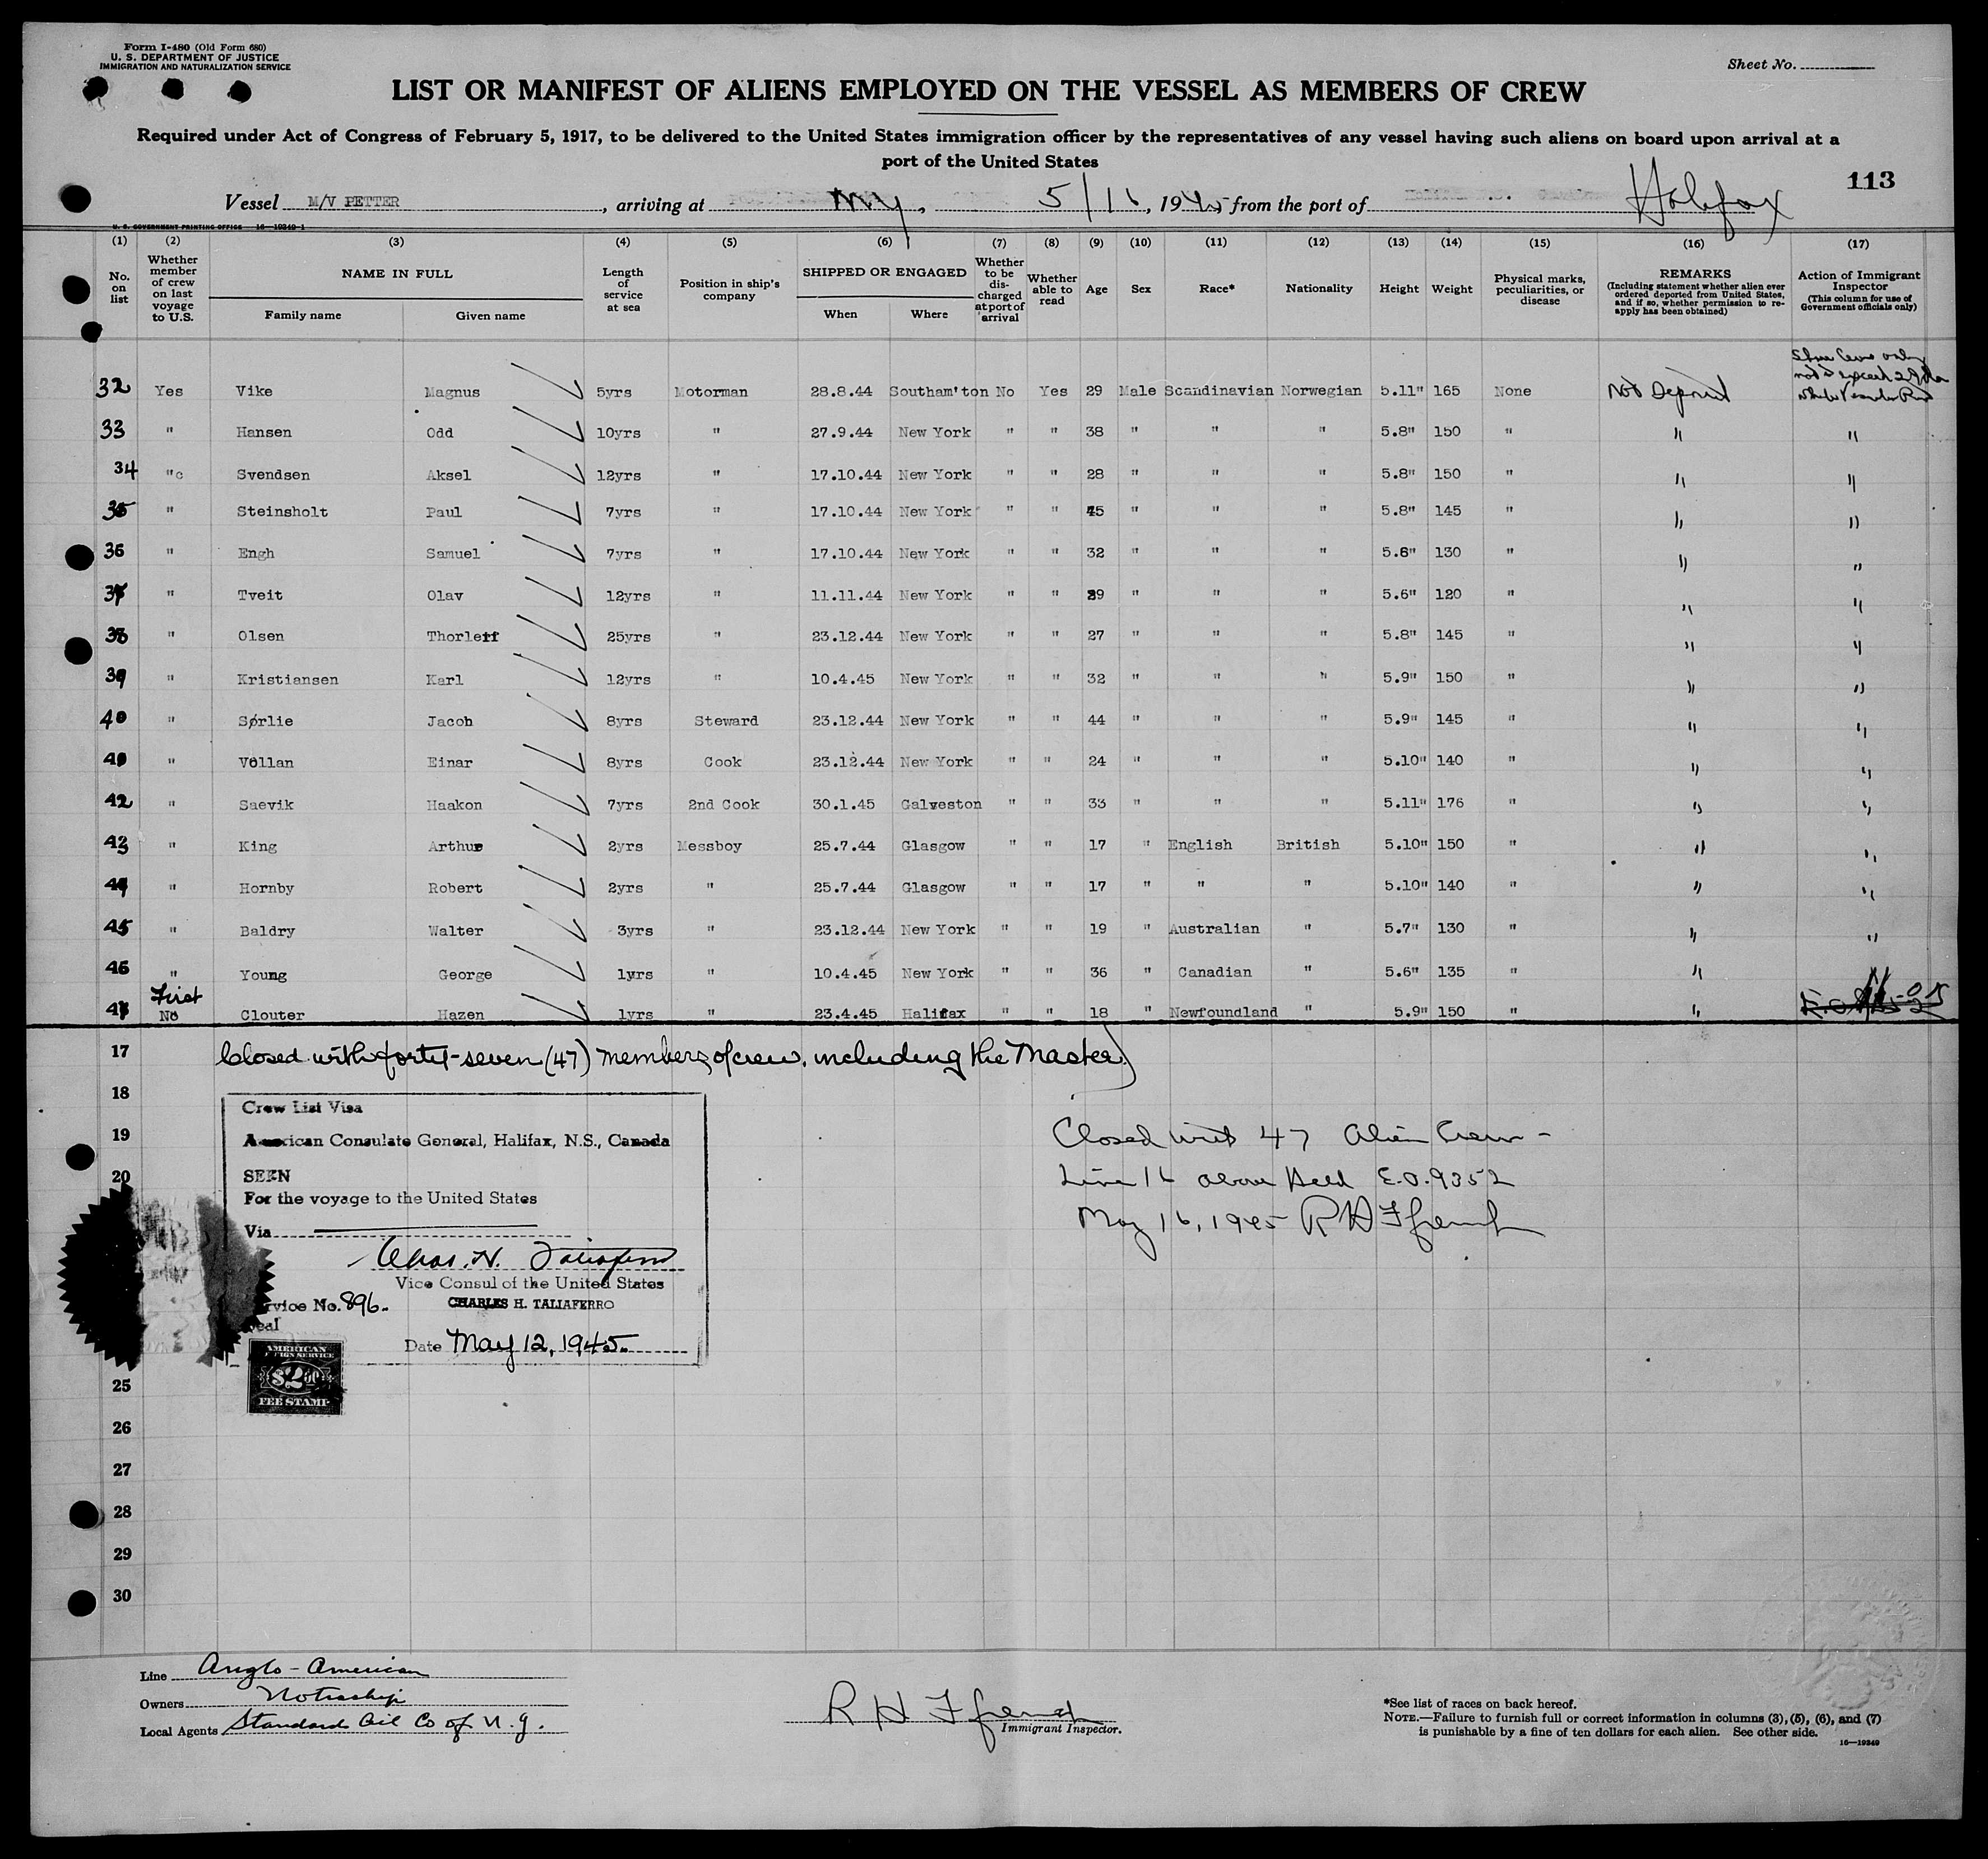 Form I-480 (Old Form 680)
U. S. DEPARTMENT OF JUSTICE
IMMIGRATION AND NATURALIZATION SERVICE
Sheet No.
LIST OR MANIFEST OF ALIENS EMPLOYED ON THE VESSEL AS MEMBERS OF CREW
Required under Act of Congress of February 5, 1917, to be delivered to the United States immigration officer by the representatives of any vessel having such aliens on board upon arrival at a
port of the United States
113
Vessel M/V PETTER, arriving at NY, 5/16, 1945, from the port of Halifax
U. S. GOVERNMENT PRINTING OFFICE 16—19349-1
(1) (2) (3) (4) (5) (6) (7) (8) (9) (10) (11) (12) (13) (14) (15) (16) (17)
No. on list
Whether member of crew on last voyage to U.S.
NAME IN FULL
Family name Given name
Length of service at sea
Position in ship's company
SHIPPED OR ENGAGED
When Where
Whether to be discharged at port of arrival
Whether able to read
Age
Sex
Race*
Nationality
Height
Weight
Physical marks, peculiarities, or disease
REMARKS
(Including statement whether alien ever ordered deported from United States, and if so, whether permission to reapply has been obtained)
Action of Immigrant Inspector
(This column for use of Government officials only)
32 Yes Vike Magnus 5yrs Motorman 28.8.44 Southam'ton No Yes 29 Male Scandinavian Norwegian 5.11" 165 None Not Deported
33 " Hansen Odd 10yrs " 27.9.44 New York " " 38 " " " 5.8" 150 " " "
34 " Svendsen Aksel 12yrs " 17.10.44 New York " " 28 " " " 5.8" 150 " " "
35 " Steinsholt Paul 7yrs " 17.10.44 New York " " 45 " " " 5.8" 145 " " "
36 " Engh Samuel 7yrs " 17.10.44 New York " " 32 " " " 5.8" 130 " " "
37 " Tveit Olav 12yrs " 11.11.44 New York " " 39 " " " 5.6" 120 " " "
38 " Olsen Thorleif 25yrs " 23.12.44 New York " " 27 " " " 5.8" 145 " " "
39 " Kristiansen Karl 12yrs " 10.4.45 New York " " 32 " " " 5.9" 150 " " "
40 " Sørlie Jacob 8yrs Steward 23.12.44 New York " " 44 " " " 5.9" 145 " " "
41 " Vollan Einar 8yrs Cook 23.12.44 New York " " 24 " " " 5.10" 140 " " "
42 " Saevik Haakon 7yrs 2nd Cook 30.1.45 Galveston " " 33 " " " 5.11" 176 " " "
43 " King Arthur 2yrs Messboy 25.7.44 Glasgow " " 17 " English British 5.10" 150 " " "
44 " Hornby Robert 2yrs " 25.7.44 Glasgow " " 17 " " " 5.10" 140 " " "
45 " Baldry Walter 3yrs " 23.12.44 New York " " 19 " Australian " 5.7" 130 " " "
46 " Young George 1yrs " 10.4.45 New York " " 36 " Canadian " 5.6" 135 " "
First
47 No Clouter Hazen 1yrs " 23.4.45 Halifax " " 18 " Newfoundland " 5.9" 150 " "
17 Closed with forty-seven (47) members of crew, including the Master)
18
19
20
25
26
27
28
29
30
Crew List Visa
American Consulate General, Halifax, N.S., Canada
SEEN
For the voyage to the United States
Via
Chas. H. Taliaferro
Vice Consul of the United States
CHARLES H. TALIAFERRO
Service No. 896.
Seal
Date May 12, 1945.
AMERICAN
FOREIGN SERVICE
$2.00
FEE STAMP
Closed with 47 Alien Crew -
Line 16 above Held E.O. 9352
May 16, 1945 R H Ffrench
Line Anglo-American
Owners Notraship
Local Agents Standard Oil Co of N.J.
R H Ffrench
Immigrant Inspector.
*See list of races on back hereof.
NOTE.—Failure to furnish full or correct information in columns (3), (5), (6), and (7)
is punishable by a fine of ten dollars for each alien. See other side.
16—19349